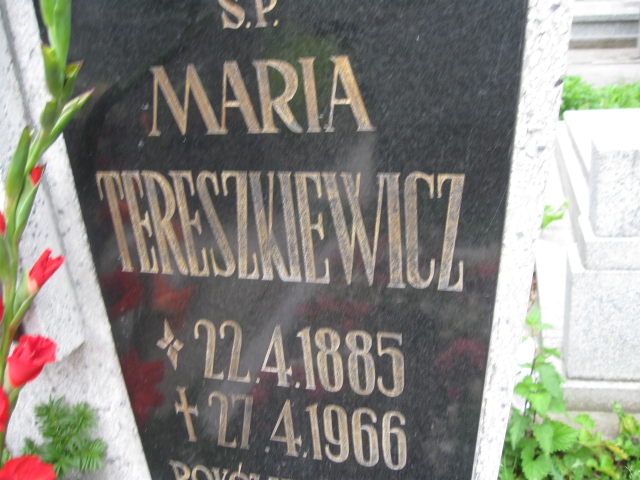 Ś.P.
MARIA
TERESZKIEWICZ
22.4.1885
27.4.1966